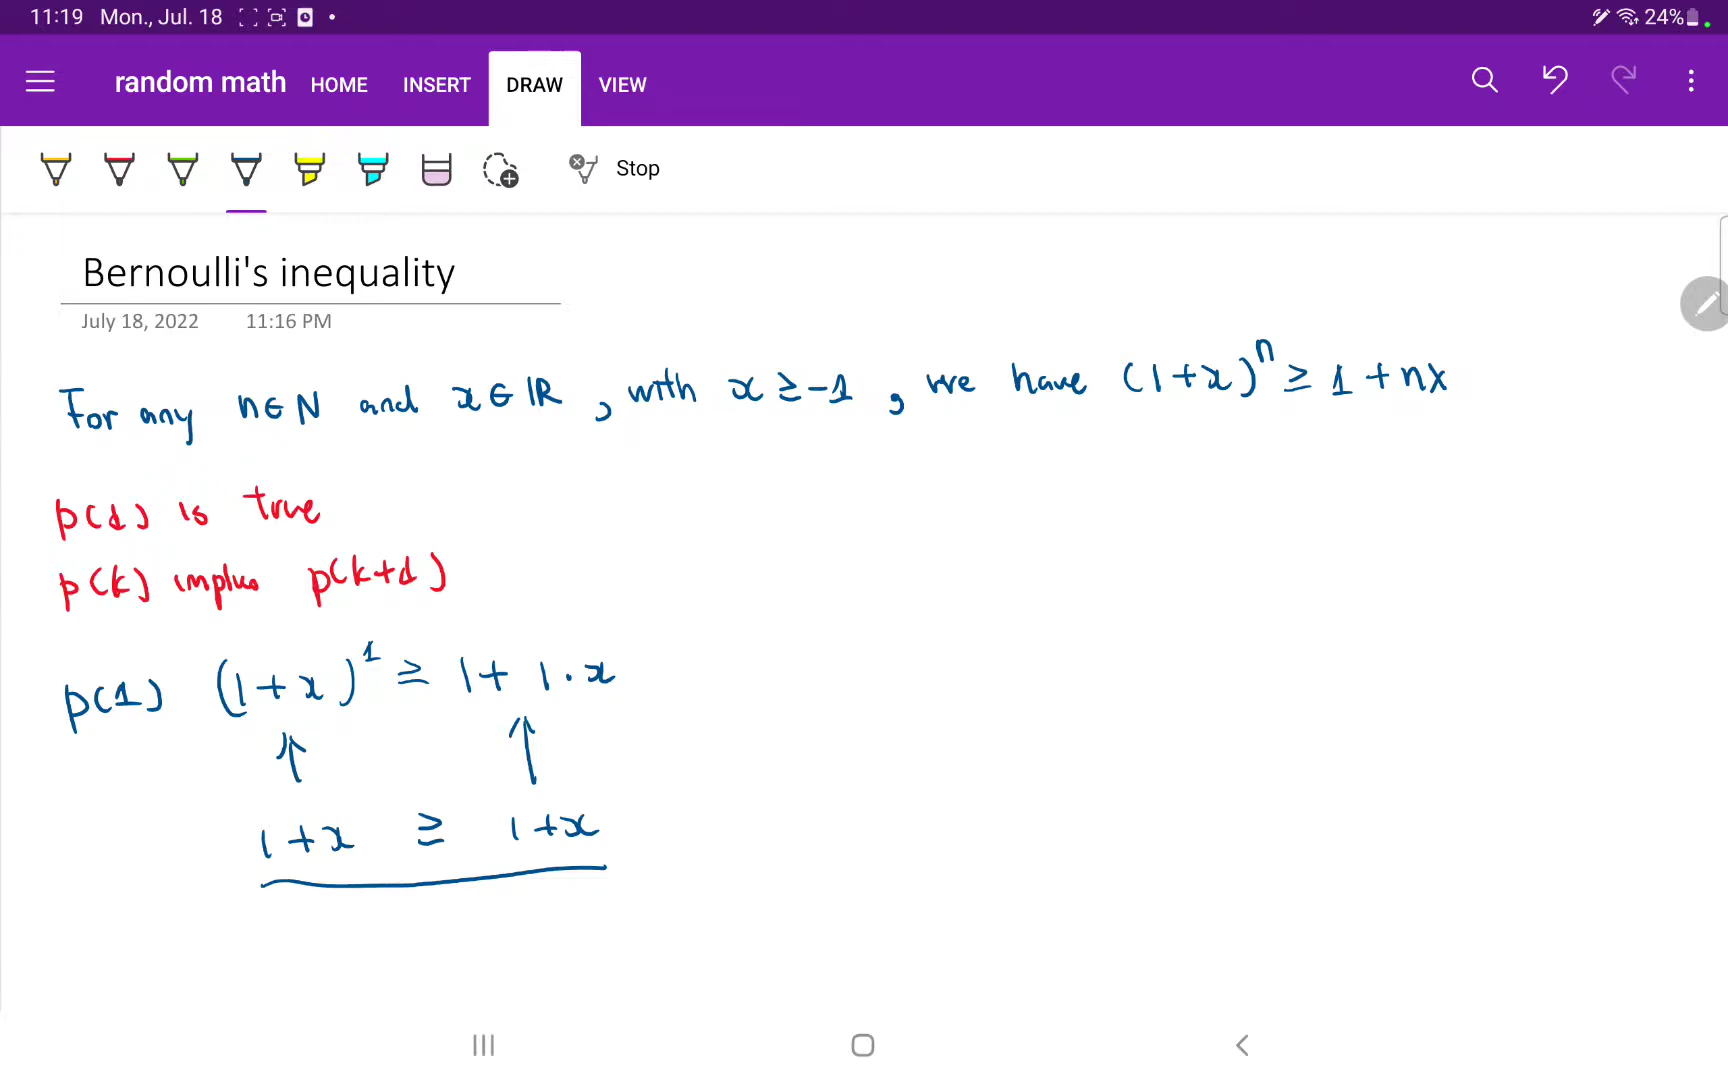 11:19 Mon., Jul. 18 24%
random math HOME INSERT DRAW VIEW
Stop
Bernoulli's inequality
July 18, 2022 11:16 PM
For any n∈N and x∈ℝ, with x≥-1, we have (1+x)^n ≥ 1+nx
p(1) is true
p(k) implies p(k+1)
p(1) (1+x)^1 ≥ 1+ 1·x
↑ ↑
1+x ≥ 1+x